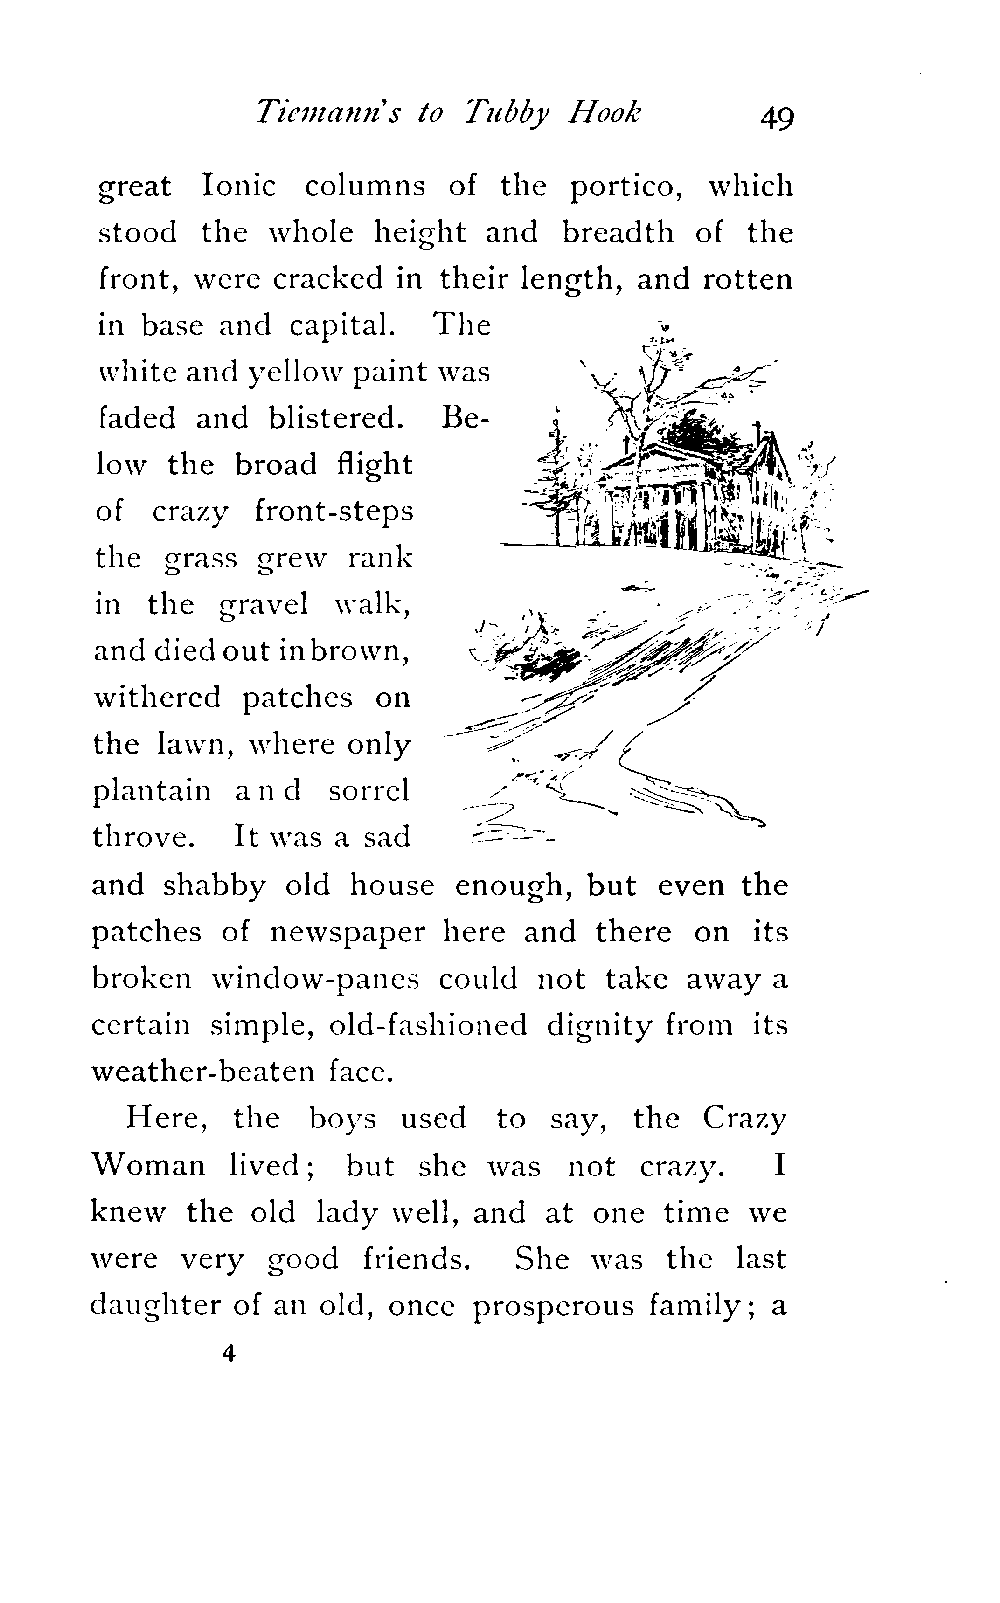 Tiemann's to Tubby Hook 49
great Ionic columns of the portico, which
stood the whole height and breadth of the
front, were cracked in their length, and rotten
in base and capital. The
white and yellow paint was
faded and blistered. Be-
low the broad flight
of crazy front-steps
the grass grew rank
in the gravel walk,
and died out in brown,
withered patches on
the lawn, where only
plantain and sorrel
throve. It was a sad
and shabby old house enough, but even the
patches of newspaper here and there on its
broken window-panes could not take away a
certain simple, old-fashioned dignity from its
weather-beaten face.
Here, the boys used to say, the Crazy
Woman lived; but she was not crazy. I
knew the old lady well, and at one time we
were very good friends. She was the last
daughter of an old, once prosperous family; a
4